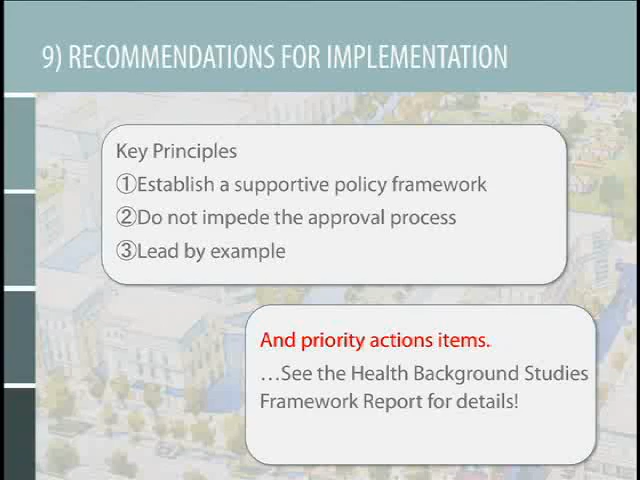 9) RECOMMENDATIONS FOR IMPLEMENTATION
Key Principles
①Establish a supportive policy framework
②Do not impede the approval process
③Lead by example
And priority actions items.
…See the Health Background Studies
Framework Report for details!